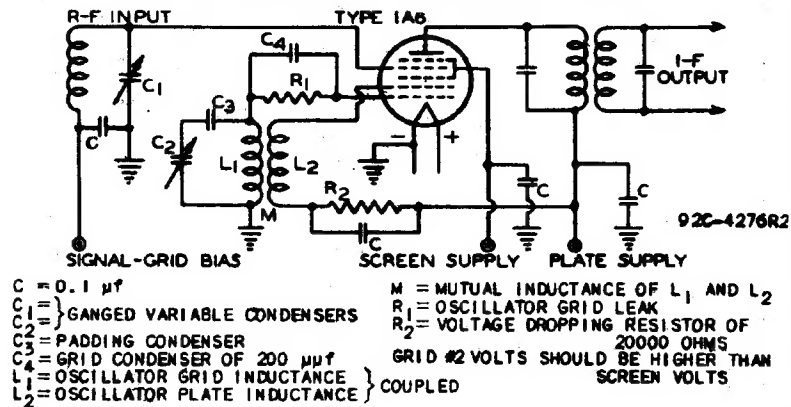 R-F INPUT
TYPE 1A6
C4
R1
C1
C3
C
C2
L1
L2
M
R2
C
- +
C
C
I-F
OUTPUT
92C-4276R2
SIGNAL-GRID BIAS
SCREEN SUPPLY
PLATE SUPPLY
C = 0.1 μf
C1 =
C2 = } GANGED VARIABLE CONDENSERS
C3 = PADDING CONDENSER
C4 = GRID CONDENSER OF 200 μμf
L1 = OSCILLATOR GRID INDUCTANCE
L2 = OSCILLATOR PLATE INDUCTANCE } COUPLED
M = MUTUAL INDUCTANCE OF L1 AND L2
R1 = OSCILLATOR GRID LEAK
R2 = VOLTAGE DROPPING RESISTOR OF
20000 OHMS
GRID #2 VOLTS SHOULD BE HIGHER THAN
SCREEN VOLTS